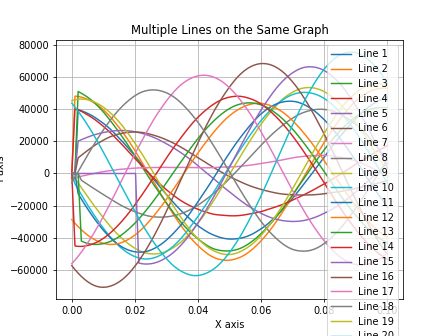 Multiple Lines on the Same Graph
80000
60000
40000
20000
0
−20000
−40000
−60000
0.00
0.02
0.04
0.06
X axis
Line 1
Line 2
Line 3
Line 4
Line 5
Line 6
Line 7
Line 8
Line 9
Line 10
Line 11
Line 12
Line 13
Line 14
Line 15
Line 16
Line 17
Line 18
Line 19
Line 20